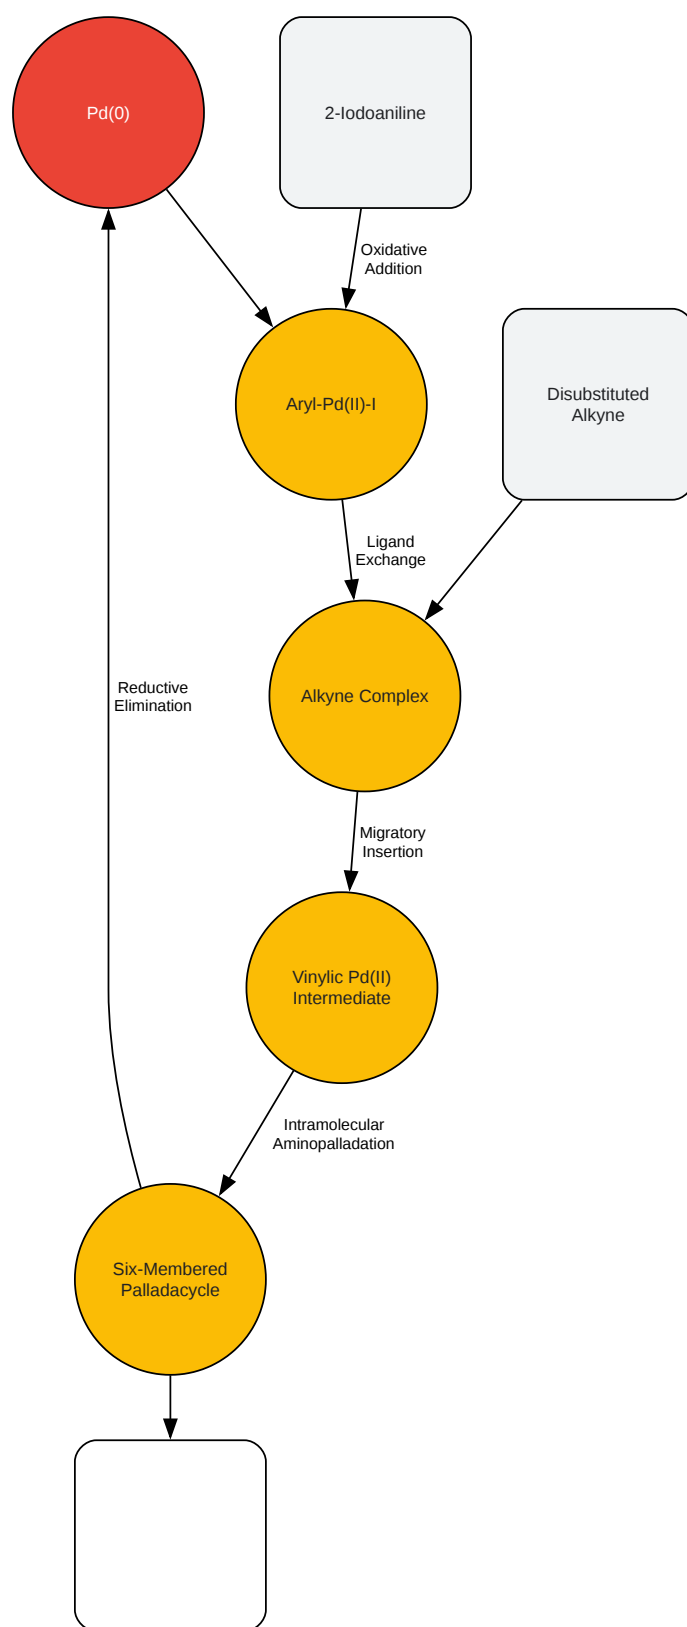 Pd(0)
2-Iodoaniline
Oxidative
Addition
Aryl-Pd(II)-I
Disubstituted
Alkyne
Ligand
Exchange
Alkyne Complex
Reductive
Elimination
Migratory
Insertion
Vinylic Pd(II)
Intermediate
Intramolecular
Aminopalladation
Six-Membered
Palladacycle